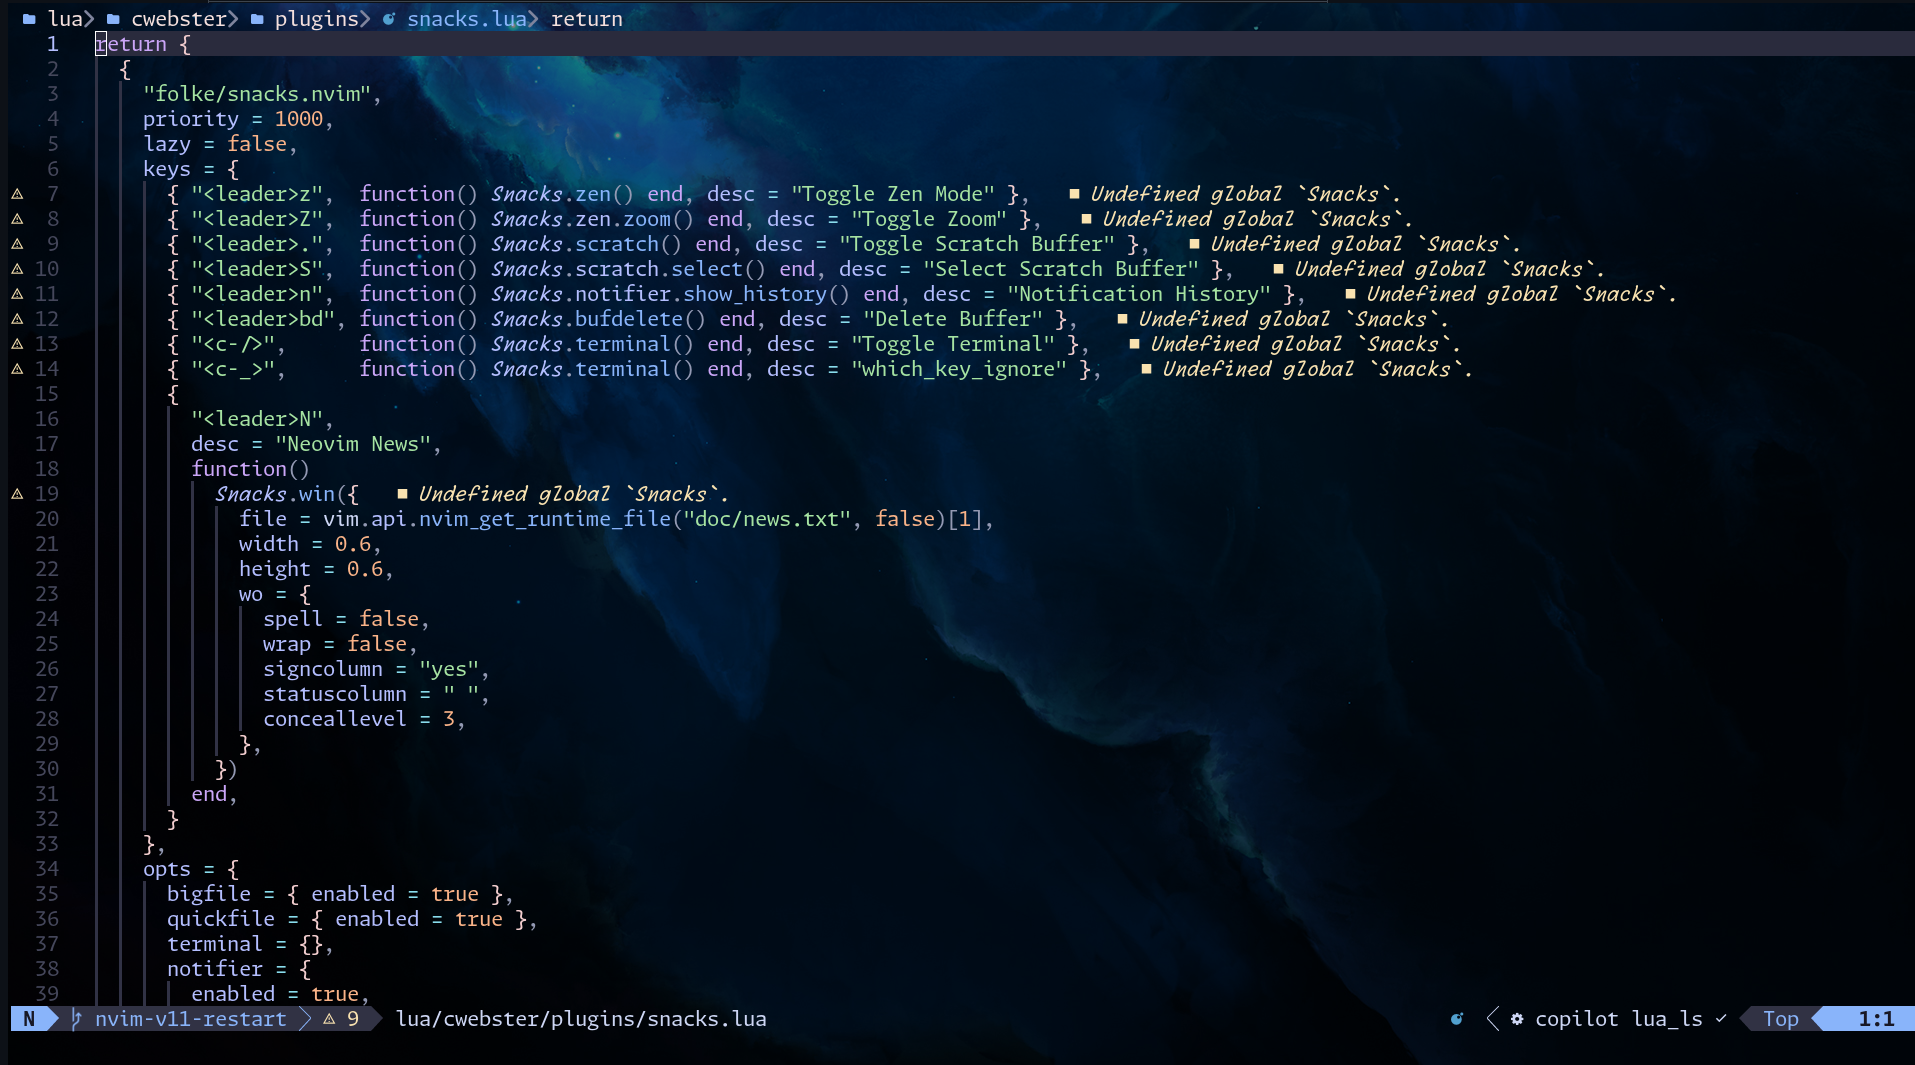 lua> cwebster> plugins> snacks.lua> return
1 return {
2 {
3 "folke/snacks.nvim",
4 priority = 1000,
5 lazy = false,
6 keys = {
7 { "<leader>z", function() Snacks.zen() end, desc = "Toggle Zen Mode" }, ■ Undefined global `Snacks`.
8 { "<leader>Z", function() Snacks.zen.zoom() end, desc = "Toggle Zoom" }, ■ Undefined global `Snacks`.
9 { "<leader>.", function() Snacks.scratch() end, desc = "Toggle Scratch Buffer" }, ■ Undefined global `Snacks`.
10 { "<leader>S", function() Snacks.scratch.select() end, desc = "Select Scratch Buffer" }, ■ Undefined global `Snacks`.
11 { "<leader>n", function() Snacks.notifier.show_history() end, desc = "Notification History" }, ■ Undefined global `Snacks`.
12 { "<leader>bd", function() Snacks.bufdelete() end, desc = "Delete Buffer" }, ■ Undefined global `Snacks`.
13 { "<c-/>", function() Snacks.terminal() end, desc = "Toggle Terminal" }, ■ Undefined global `Snacks`.
14 { "<c-_>", function() Snacks.terminal() end, desc = "which_key_ignore" }, ■ Undefined global `Snacks`.
15 {
16 "<leader>N",
17 desc = "Neovim News",
18 function()
19 Snacks.win({ ■ Undefined global `Snacks`.
20 file = vim.api.nvim_get_runtime_file("doc/news.txt", false)[1],
21 width = 0.6,
22 height = 0.6,
23 wo = {
24 spell = false,
25 wrap = false,
26 signcolumn = "yes",
27 statuscolumn = " ",
28 conceallevel = 3,
29 },
30 })
31 end,
32 }
33 },
34 opts = {
35 bigfile = { enabled = true },
36 quickfile = { enabled = true },
37 terminal = {},
38 notifier = {
39 enabled = true,
N nvim-v11-restart ⚠ 9 lua/cwebster/plugins/snacks.lua copilot lua_ls ✓ Top 1:1